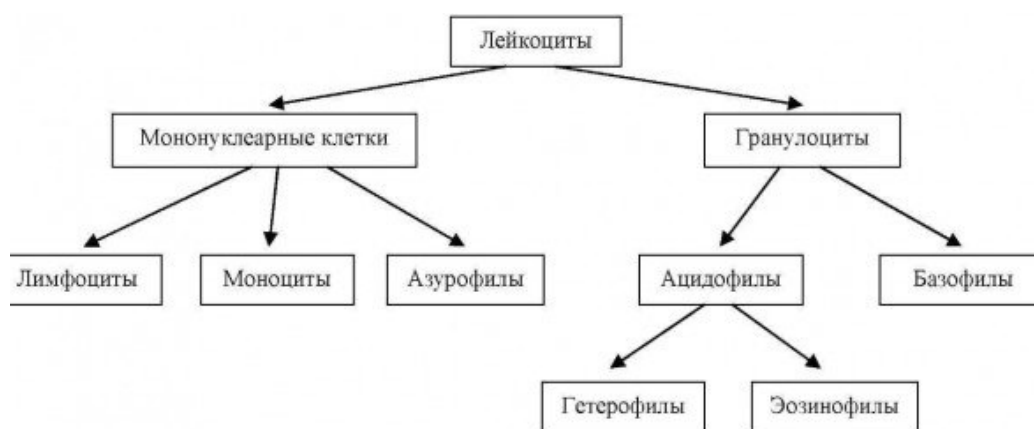 Лейкоциты
Мононуклеарные клетки
Гранулоциты
Лимфоциты
Моноциты
Азурофилы
Ацидофилы
Базофилы
Гетерофилы
Эозинофилы